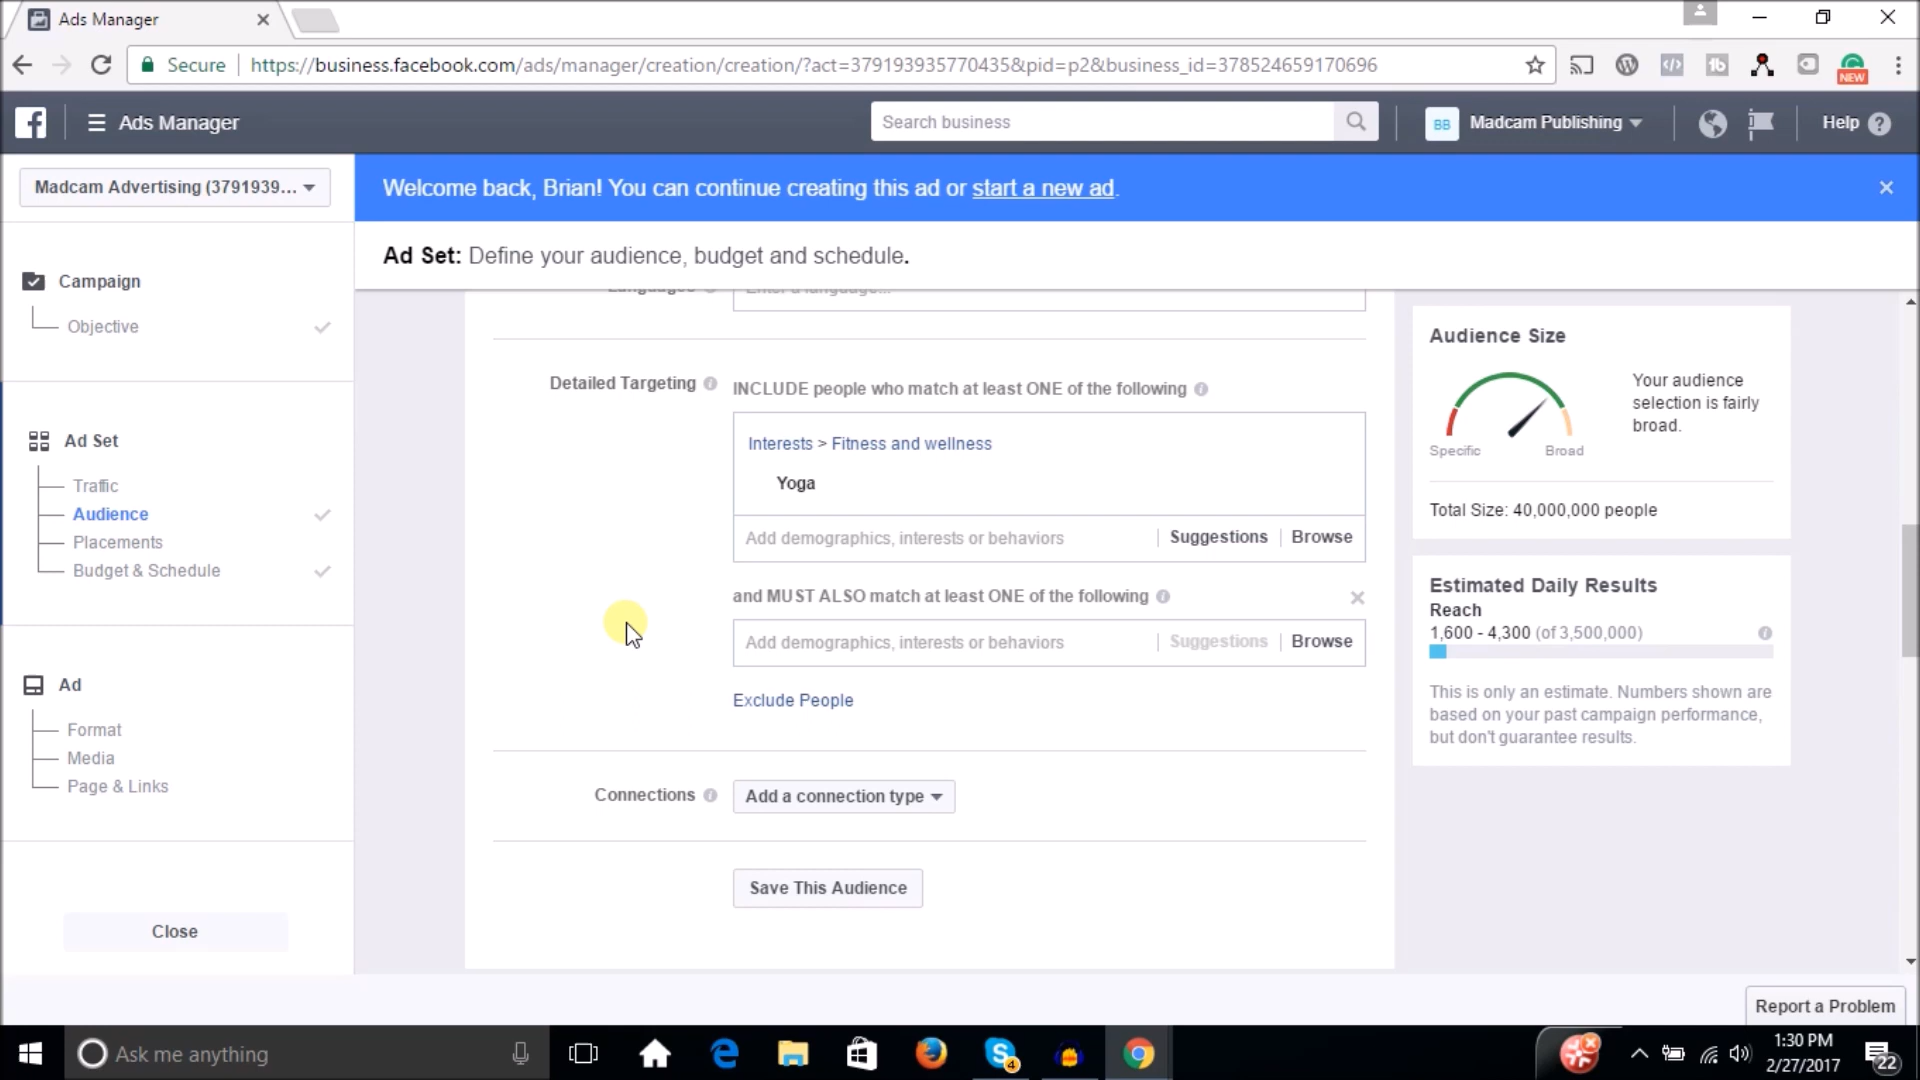 Ads Manager
Secure
https://business.facebook.com/ads/manager/creation/creation/?act=379193935770435&pid=p2&business_id=378524659170696
NEW
Ads Manager
Search business
BB
Madcam Publishing
Help
Madcam Advertising (3791939...
Welcome back, Brian! You can continue creating this ad or start a new ad.
Ad Set: Define your audience, budget and schedule.
Campaign
Objective
Ad Set
Traffic
Audience
Placements
Budget & Schedule
Ad
Format
Media
Page & Links
Close
Languages
Enter a language...
Detailed Targeting
INCLUDE people who match at least ONE of the following
Interests > Fitness and wellness
Yoga
Add demographics, interests or behaviors
Suggestions
Browse
and MUST ALSO match at least ONE of the following
Add demographics, interests or behaviors
Suggestions
Browse
Exclude People
Connections
Add a connection type
Save This Audience
Audience Size
Your audience
selection is fairly
broad.
Specific
Broad
Total Size: 40,000,000 people
Estimated Daily Results
Reach
1,600 - 4,300 (of 3,500,000)
This is only an estimate. Numbers shown are
based on your past campaign performance,
but don't guarantee results.
Report a Problem
Ask me anything
4
1:30 PM
2/27/2017
22